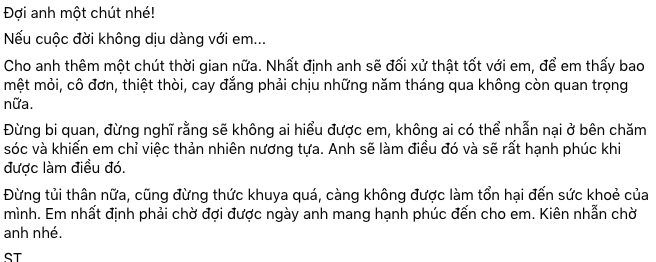 Đợi anh một chút nhé!
Nếu cuộc đời không dịu dàng với em...
Cho anh thêm một chút thời gian nữa. Nhất định anh sẽ đối xử thật tốt với em, để em thấy bao
mệt mỏi, cô đơn, thiệt thòi, cay đắng phải chịu những năm tháng qua không còn quan trọng
nữa.
Đừng bi quan, đừng nghĩ rằng sẽ không ai hiểu được em, không ai có thể nhẫn nại ở bên chăm
sóc và khiến em chỉ việc thản nhiên nương tựa. Anh sẽ làm điều đó và sẽ rất hạnh phúc khi
được làm điều đó.
Đừng tủi thân nữa, cũng đừng thức khuya quá, càng không được làm tổn hại đến sức khoẻ của
mình. Em nhất định phải chờ đợi được ngày anh mang hạnh phúc đến cho em. Kiên nhẫn chờ
anh nhé.
ST